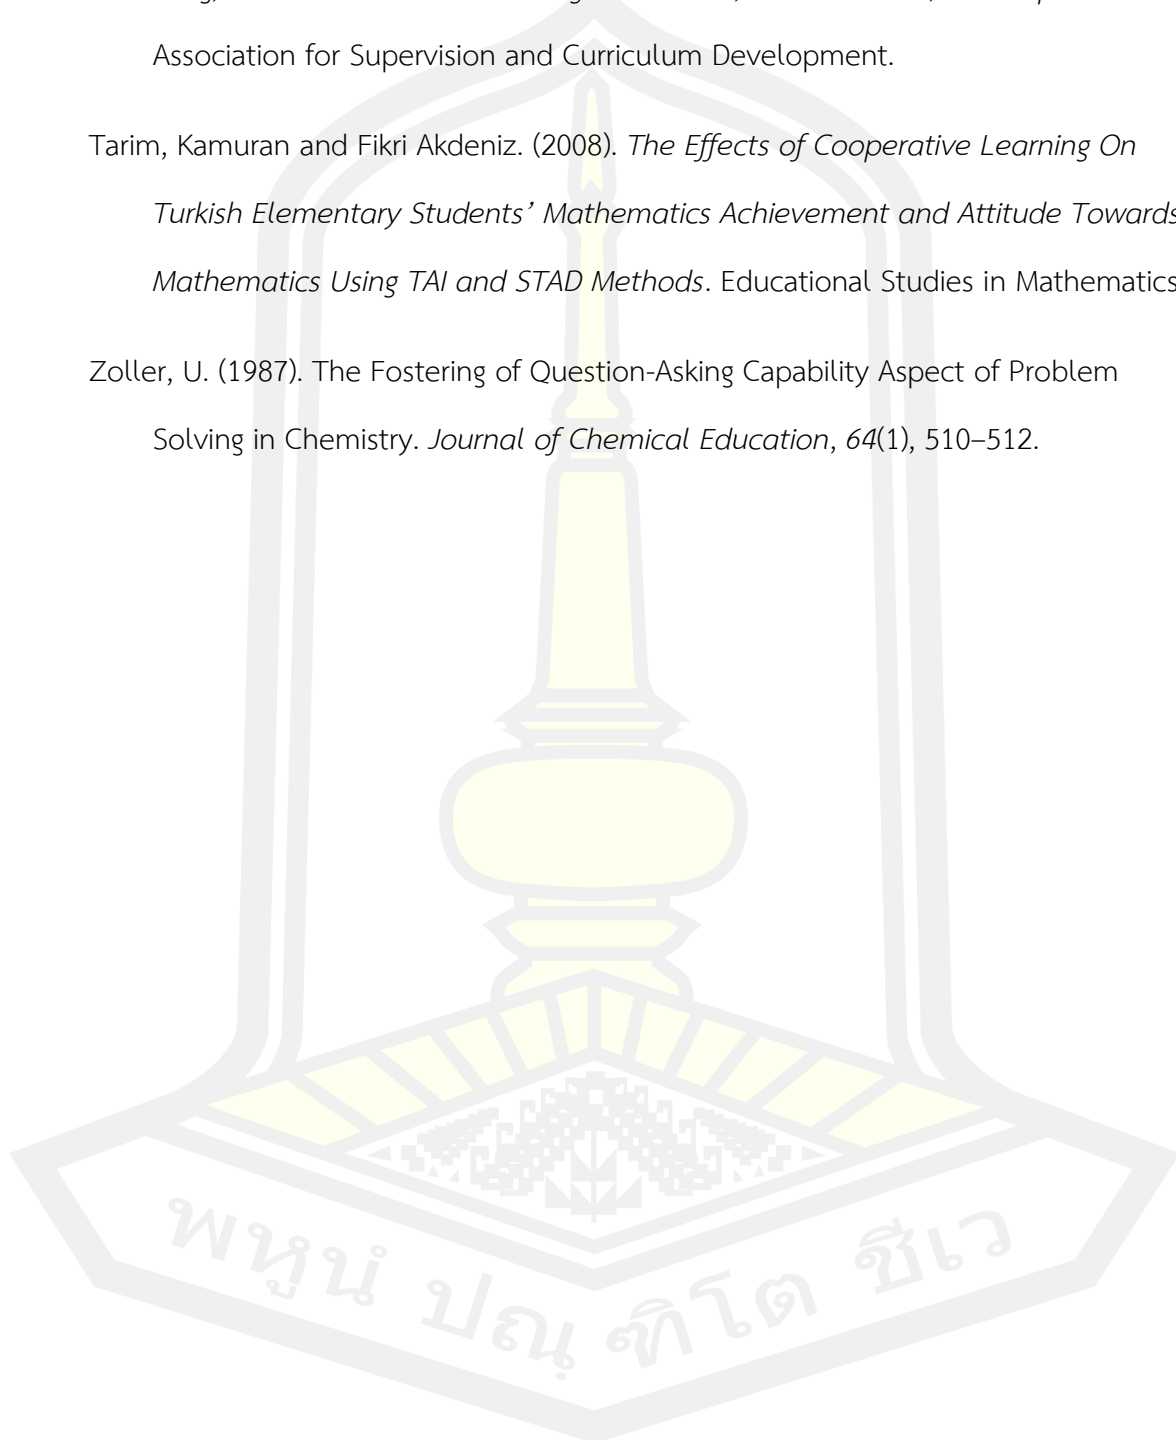 Association for Supervision and Curriculum Development.
Tarim, Kamuran and Fikri Akdeniz. (2008). The Effects of Cooperative Learning On
Turkish Elementary Students’ Mathematics Achievement and Attitude Towards
Mathematics Using TAI and STAD Methods. Educational Studies in Mathematics
Zoller, U. (1987). The Fostering of Question-Asking Capability Aspect of Problem
Solving in Chemistry. Journal of Chemical Education, 64(1), 510–512.
พหูนํ ปณฺฑิโต ชีเว